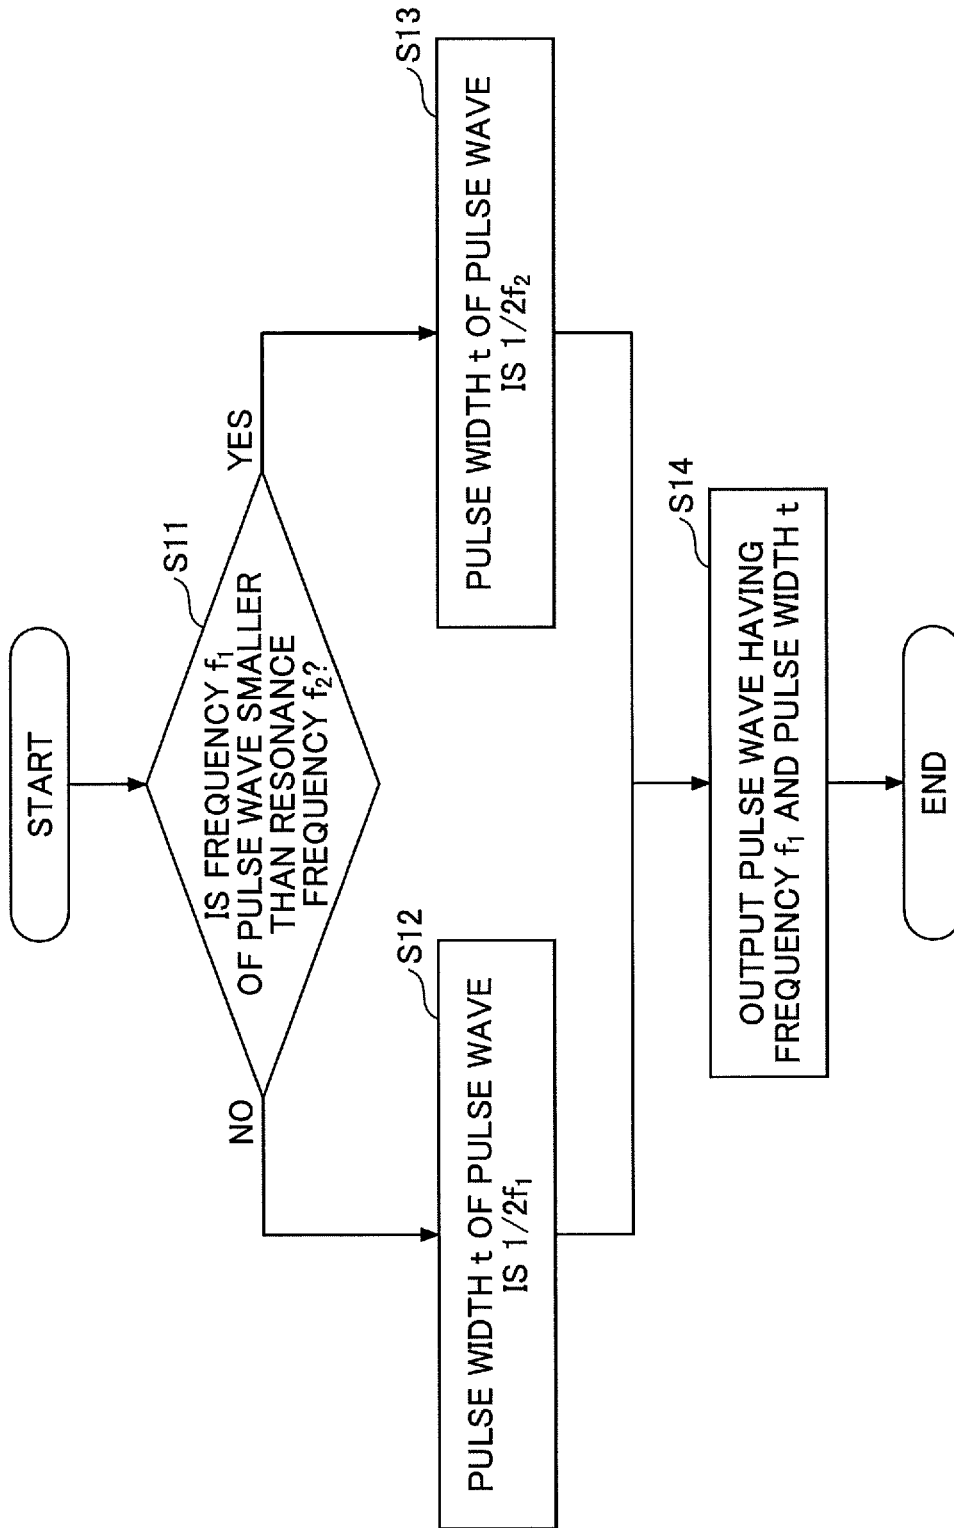 START
S11
IS FREQUENCY f₁
OF PULSE WAVE SMALLER
THAN RESONANCE
FREQUENCY f₂?
NO
YES
S12
PULSE WIDTH t OF PULSE WAVE
IS 1/2f₁
S13
PULSE WIDTH t OF PULSE WAVE
IS 1/2f₂
S14
OUTPUT PULSE WAVE HAVING
FREQUENCY f₁ AND PULSE WIDTH t
END